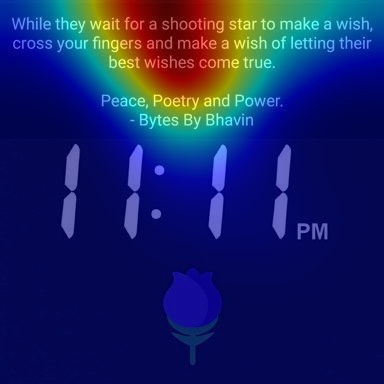 While they wait for a shooting star to make a wish,
cross your fingers and make a wish of letting their
best wishes come true.
Peace, Poetry and Power.
- Bytes By Bhavin
11:11 PM